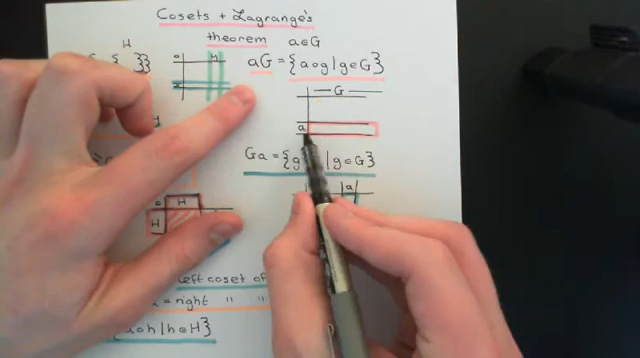 Cosets + Lagrange's
theorem a∈G
aG = {a∘g | g∈G}
G
a
Ga = {g | g∈G}
a
H
{ }}
∘ H
∘ H
H
Left coset of
= right " "
a∘h | h∈H}